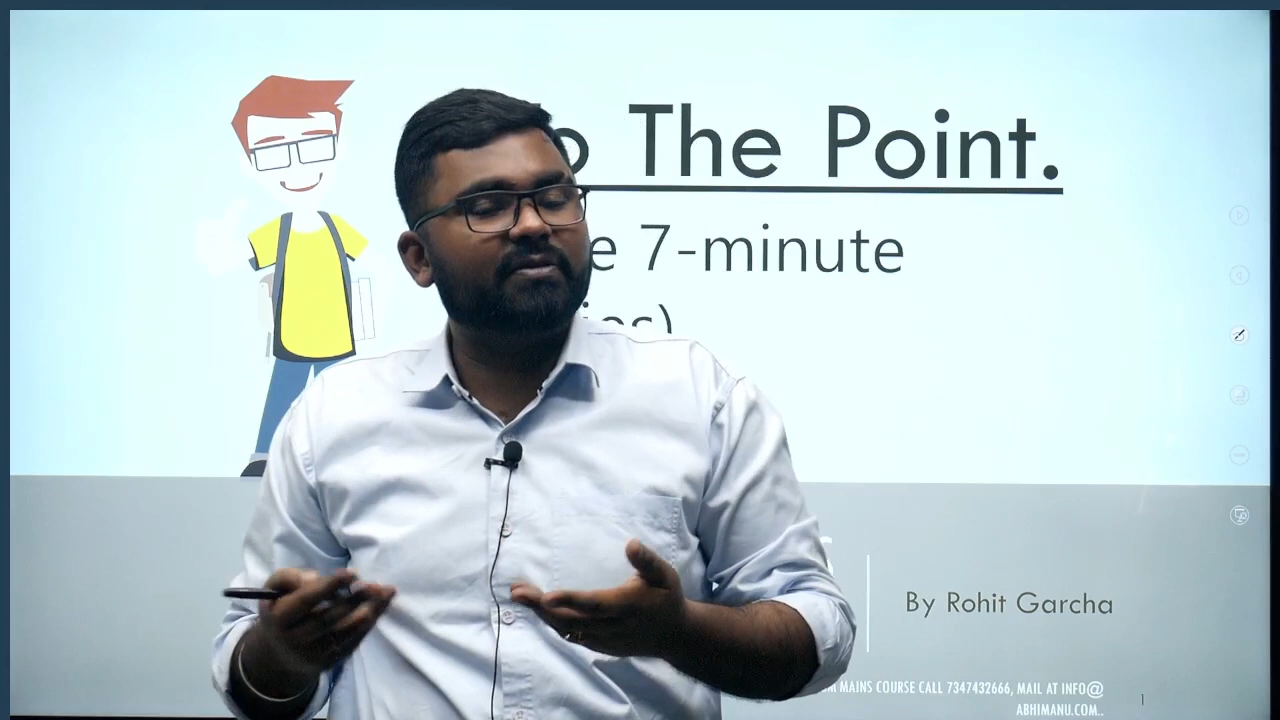 The Point.
7-minute
By Rohit Garcha
MAINS COURSE CALL 7347432666, MAIL AT INFO@
ABHIMANU.COM..
1